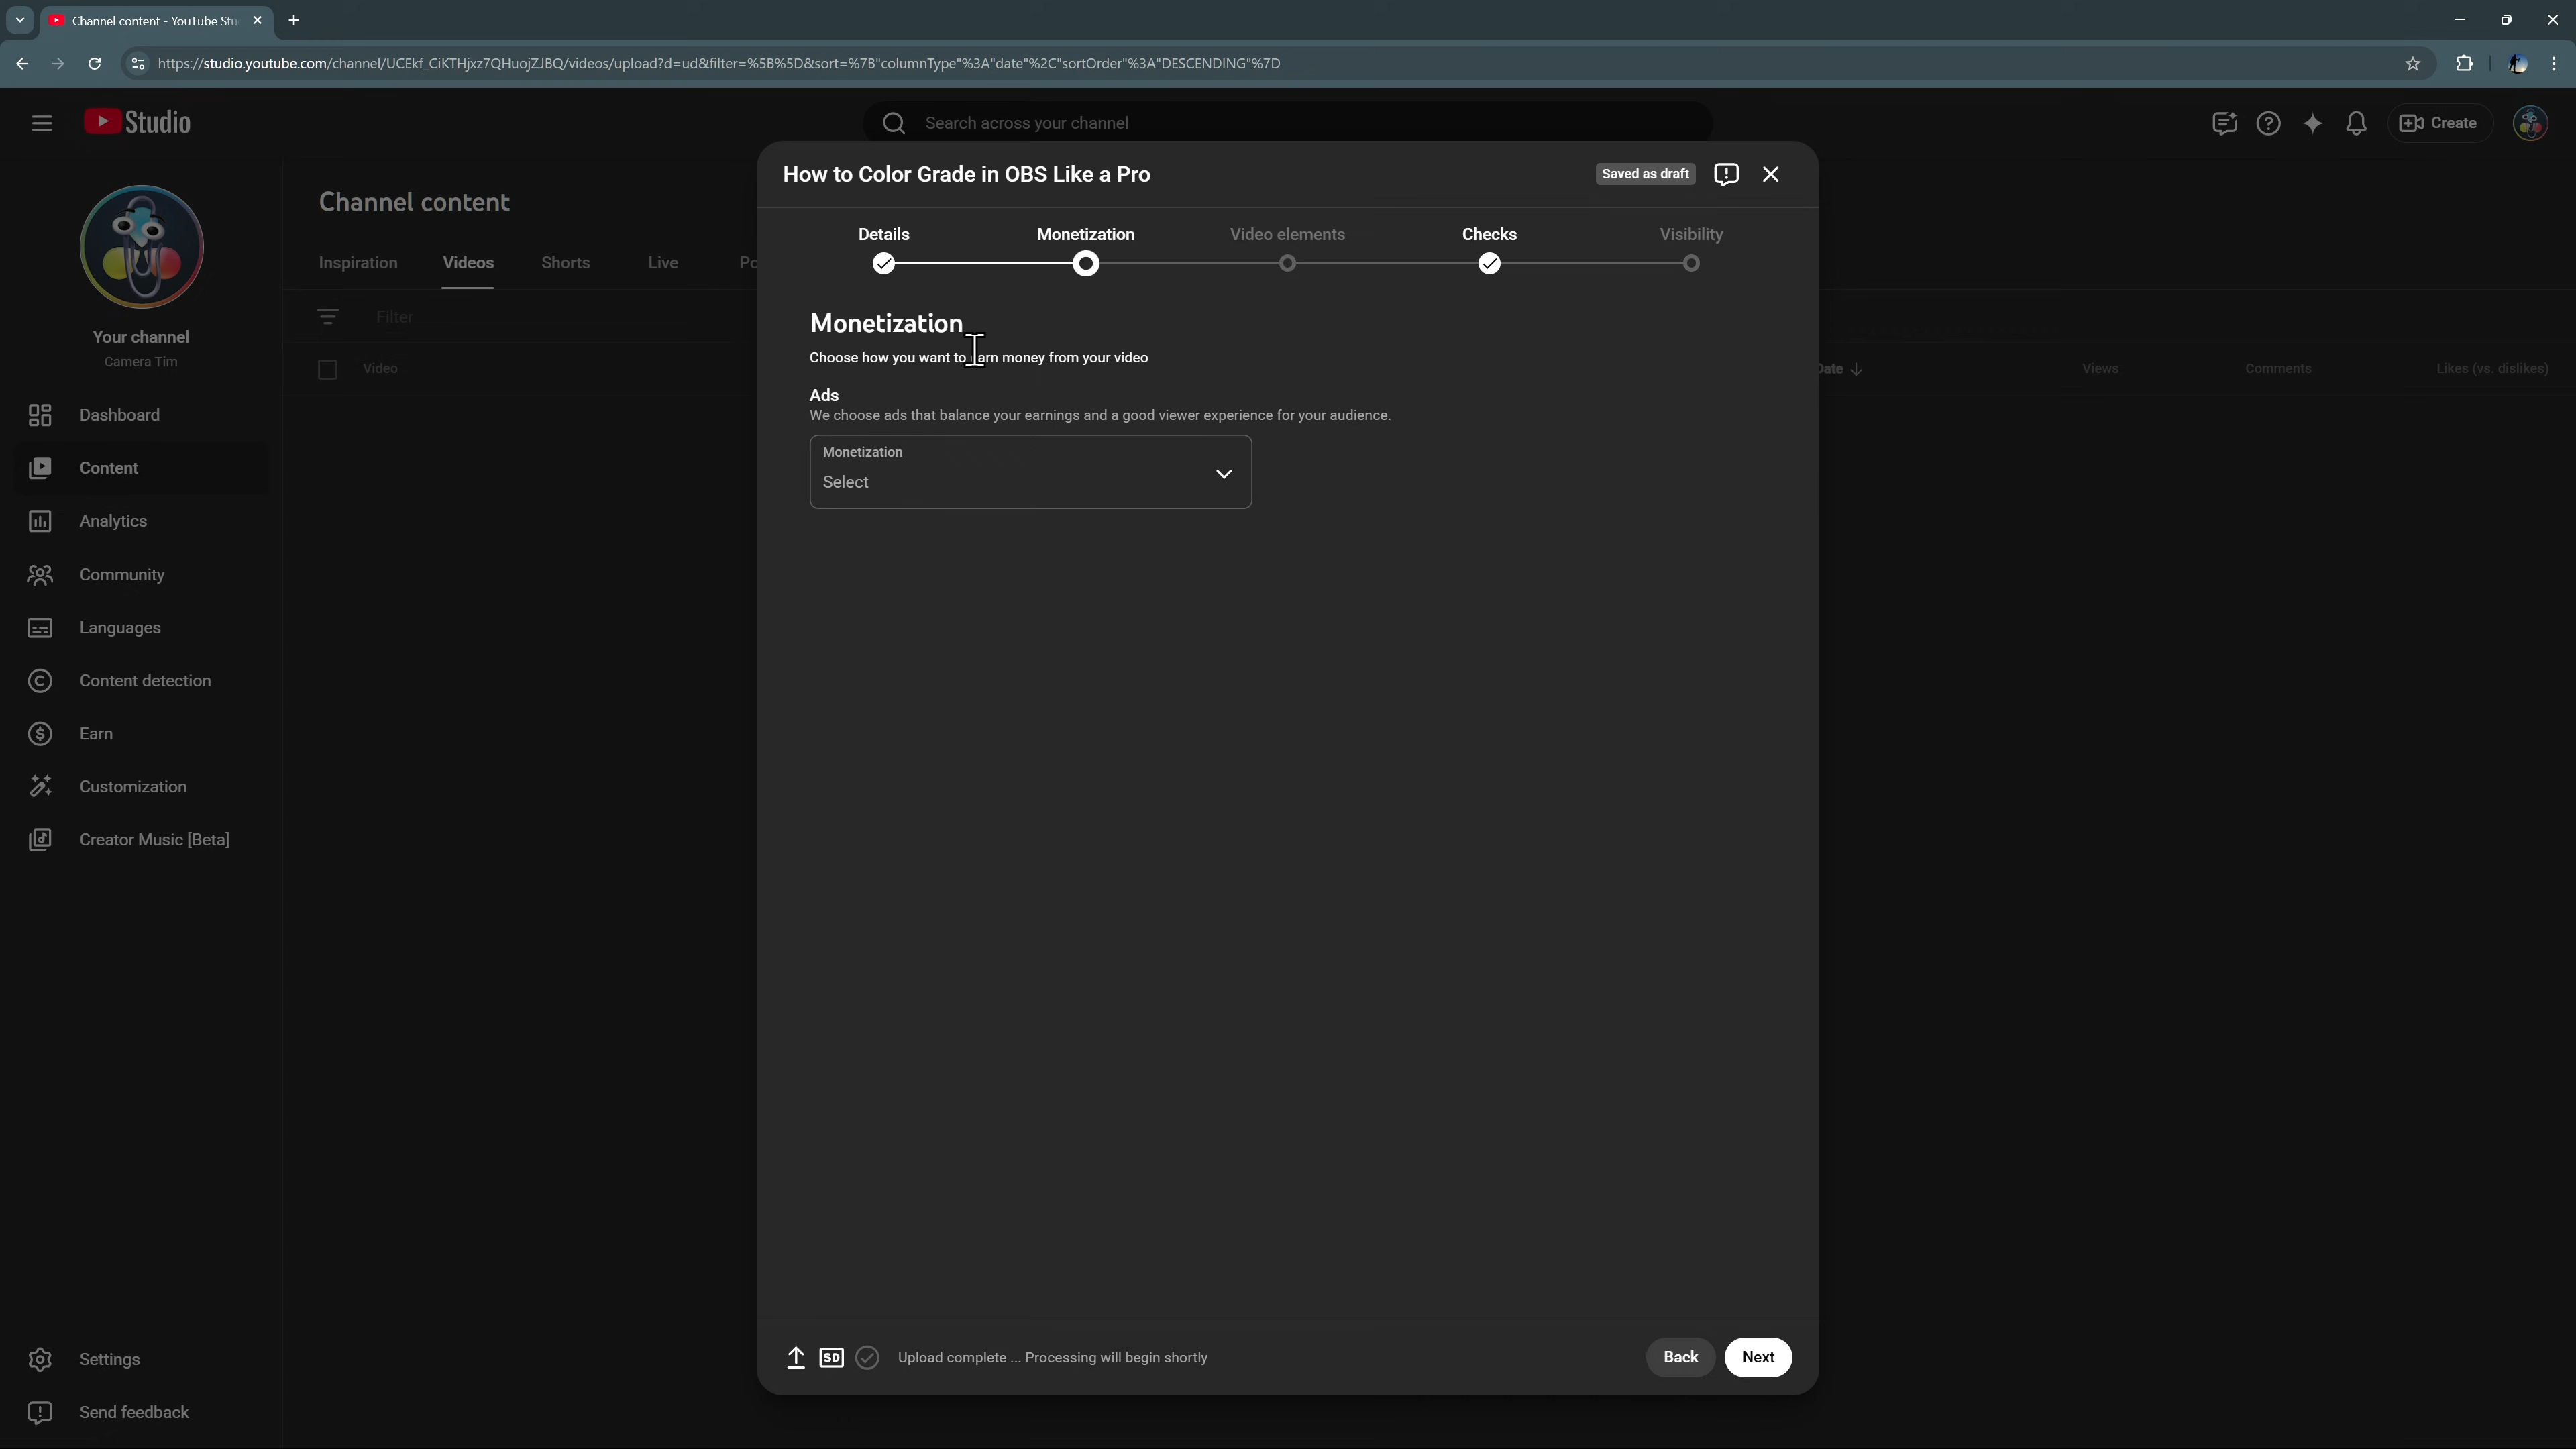 Channel content - YouTube Stu
https://studio.youtube.com/channel/UCEkf_CiKTHjxz7QHuojZJBQ/videos/upload?d=ud&filter=%5B%5D&sort=%7B"columnType"%3A"date"%2C"sortOrder"%3A"DESCENDING"%7D
Studio
Search across your channel
Create
How to Color Grade in OBS Like a Pro
Saved as draft
Channel content
Details
Monetization
Video elements
Checks
Visibility
Inspiration
Videos
Shorts
Live
Po
Filter
Your channel
Camera Tim
Video
Date
Views
Comments
Likes (vs. dislikes)
Monetization
Choose how you want to earn money from your video
Ads
We choose ads that balance your earnings and a good viewer experience for your audience.
Monetization
Select
Dashboard
Content
Analytics
Community
Languages
Content detection
Earn
Customization
Creator Music [Beta]
Settings
Send feedback
SD
Upload complete ... Processing will begin shortly
Back
Next